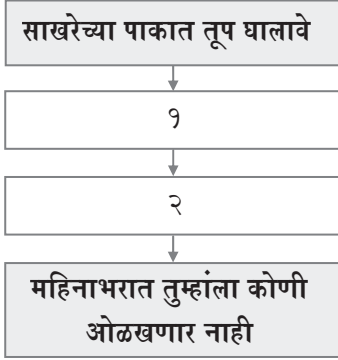 साखरेच्या पाकात तूप घालावे
१
२
महिनाभरात तुम्हांला कोणी
ओळखणार नाही